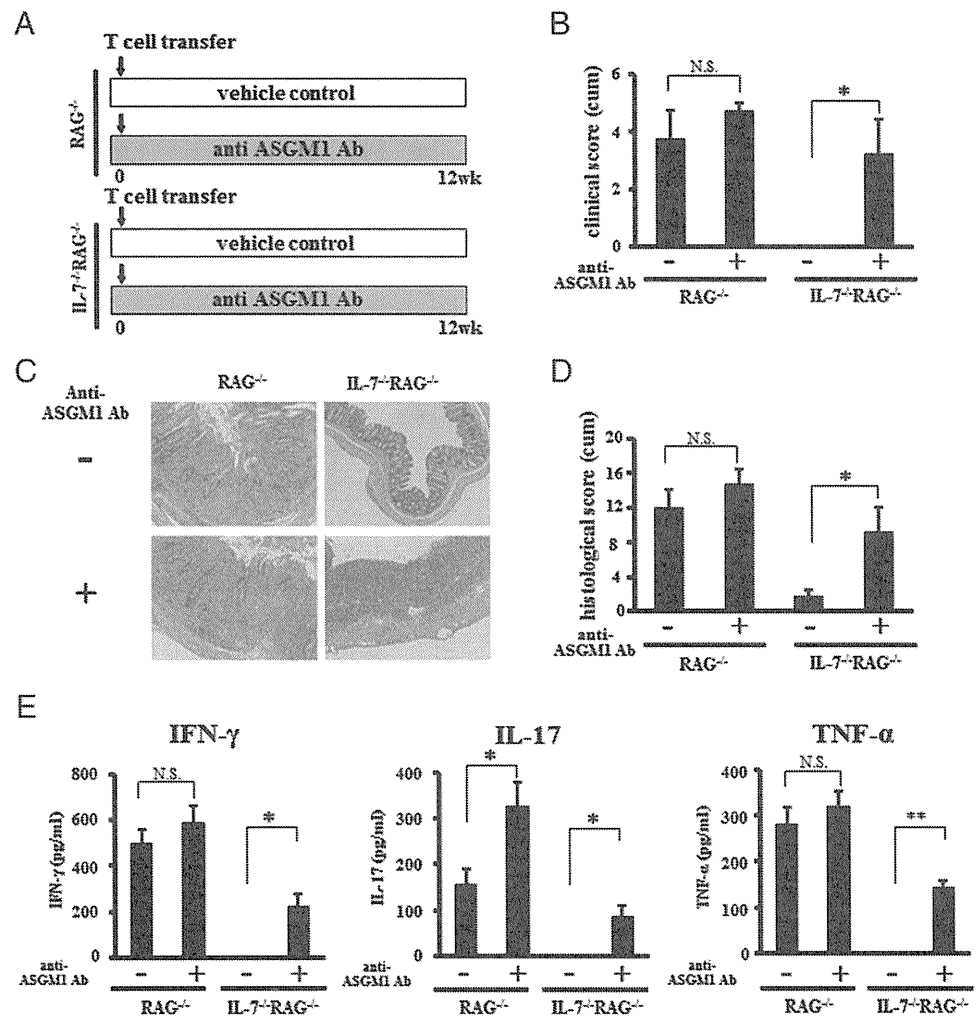 A
T cell transfer
RAG-/-
vehicle control
anti ASGM1 Ab
0 12wk
T cell transfer
IL-7-/-RAG-/-
vehicle control
anti ASGM1 Ab
0 12wk
B
clinical score (cum)
6
4
2
0
N.S.
*
anti-
ASGM1 Ab
- + - +
RAG-/- IL-7-/-RAG-/-
C
Anti-
ASGM1 Ab
RAG-/- IL-7-/-RAG-/-
-
+
D
histological score (cum)
20
16
12
8
4
0
N.S.
*
anti-
ASGM1 Ab
- + - +
RAG-/- IL-7-/-RAG-/-
E
IFN-γ
IFN-γ (pg/ml)
800
600
400
200
0
N.S.
*
anti-
ASGM1 Ab
- + - +
RAG-/- IL-7-/-RAG-/-
IL-17
IL-17 (pg/ml)
400
300
200
100
0
*
*
anti-
ASGM1 Ab
- + - +
RAG-/- IL-7-/-RAG-/-
TNF-α
TNF-α (pg/ml)
400
300
200
100
0
N.S.
**
anti-
ASGM1 Ab
- + - +
RAG-/- IL-7-/-RAG-/-